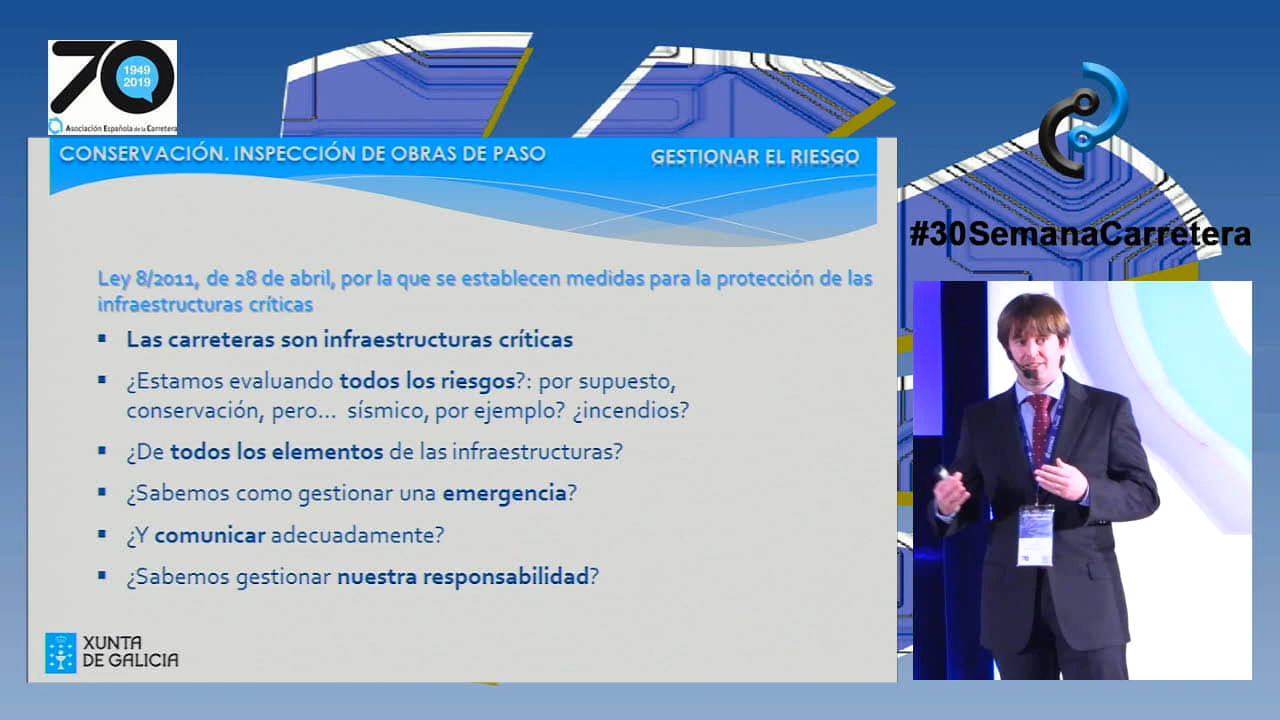 1949
2019
Asociación Española de la Carretera
CONSERVACIÓN. INSPECCIÓN DE OBRAS DE PASO
GESTIONAR EL RIESGO
#30SemanaCarretera
Ley 8/2011, de 28 de abril, por la que se establecen medidas para la protección de las
infraestructuras críticas
Las carreteras son infraestructuras críticas
¿Estamos evaluando todos los riesgos?: por supuesto,
conservación, pero... sísmico, por ejemplo? ¿incendios?
¿De todos los elementos de las infraestructuras?
¿Sabemos como gestionar una emergencia?
¿Y comunicar adecuadamente?
¿Sabemos gestionar nuestra responsabilidad?
XUNTA
DE GALICIA
70